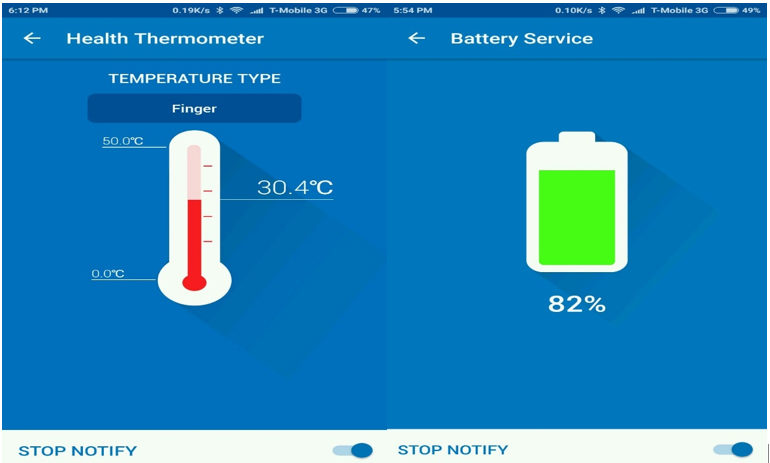 6:12 PM 0.19K/s T-Mobile 3G 47%
Health Thermometer
TEMPERATURE TYPE
Finger
50.0℃
30.4℃
0.0℃
STOP NOTIFY
5:54 PM 0.10K/s T-Mobile 3G 49%
Battery Service
82%
STOP NOTIFY